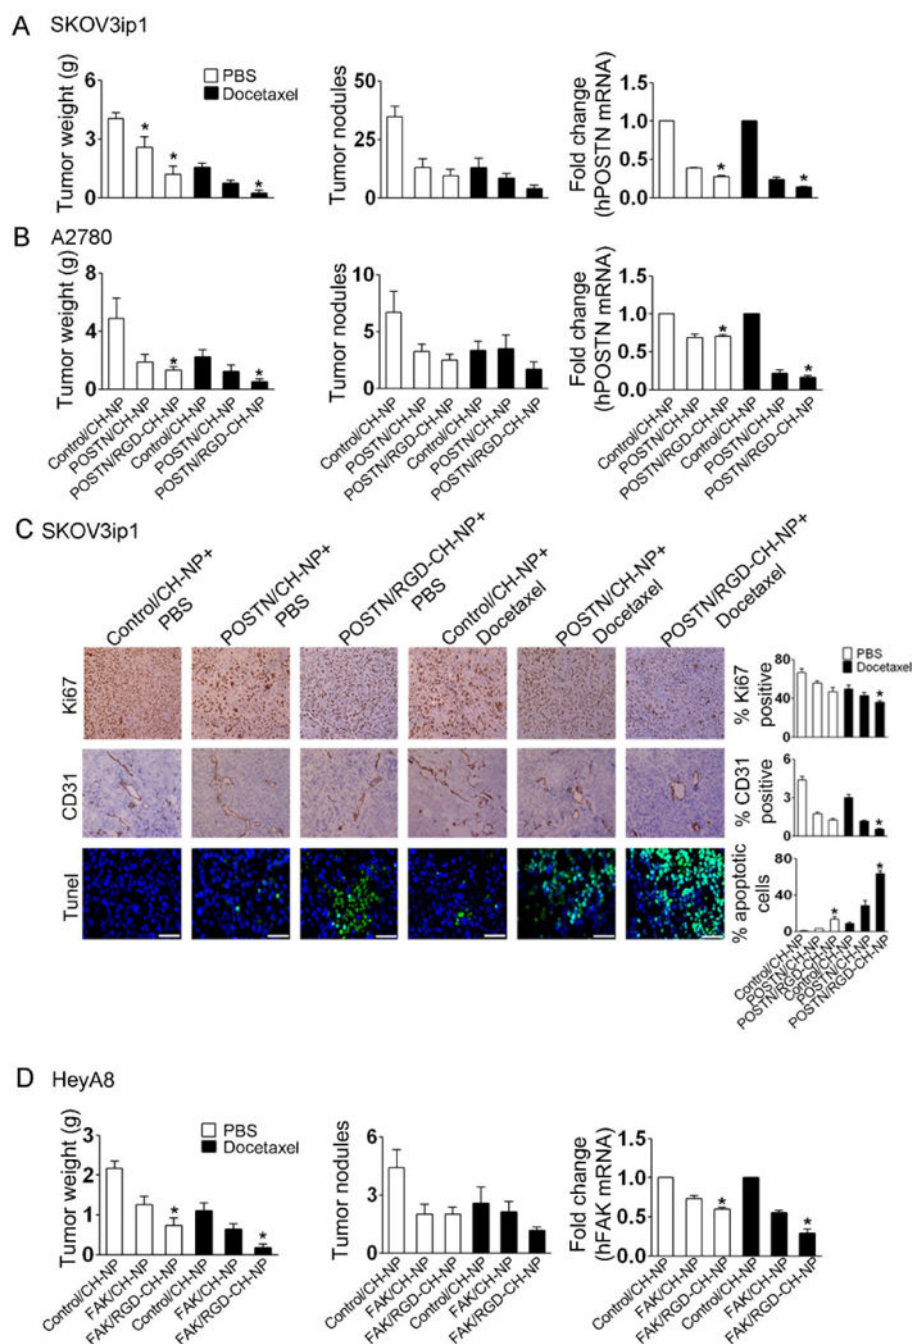 A SKOV3ip1
Tumor weight (g)
6
3
0
PBS
Docetaxel
*
*
*
Tumor nodules
50
25
0
Fold change
(hPOSTN mRNA)
1.5
1.0
0.5
0.0
*
*
B A2780
Tumor weight (g)
8
4
0
*
*
Control/CH-NP
POSTN/CH-NP
POSTN/RGD-CH-NP
Control/CH-NP
POSTN/CH-NP
POSTN/RGD-CH-NP
Tumor nodules
10
5
0
Control/CH-NP
POSTN/CH-NP
POSTN/RGD-CH-NP
Control/CH-NP
POSTN/CH-NP
POSTN/RGD-CH-NP
Fold change
(hPOSTN mRNA)
1.5
1.0
0.5
0.0
*
*
Control/CH-NP
POSTN/CH-NP
POSTN/RGD-CH-NP
Control/CH-NP
POSTN/CH-NP
POSTN/RGD-CH-NP
C SKOV3ip1
Control/CH-NP+
PBS
POSTN/CH-NP+
PBS
POSTN/RGD-CH-NP+
PBS
Control/CH-NP+
Docetaxel
POSTN/CH-NP+
Docetaxel
POSTN/RGD-CH-NP+
Docetaxel
Ki67
CD31
Tunel
PBS
Docetaxel
% Ki67
positive
80
40
0
*
% CD31
positive
6
3
0
*
% apoptotic
cells
80
40
0
*
*
Control/CH-NP
POSTN/CH-NP
POSTN/RGD-CH-NP
Control/CH-NP
POSTN/CH-NP
POSTN/RGD-CH-NP
D HeyA8
Tumor weight (g)
3
2
1
0
PBS
Docetaxel
*
*
Control/CH-NP
FAK/CH-NP
FAK/RGD-CH-NP
Control/CH-NP
FAK/CH-NP
FAK/RGD-CH-NP
Tumor nodules
6
3
0
Control/CH-NP
FAK/CH-NP
FAK/RGD-CH-NP
Control/CH-NP
FAK/CH-NP
FAK/RGD-CH-NP
Fold change
(hFAK mRNA)
1.5
1.0
0.5
0.0
*
*
Control/CH-NP
FAK/CH-NP
FAK/RGD-CH-NP
Control/CH-NP
FAK/CH-NP
FAK/RGD-CH-NP